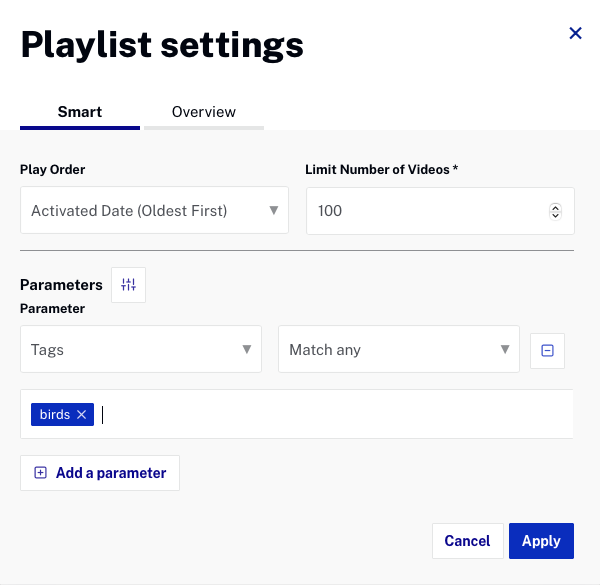 Playlist settings
Smart
Overview
Play Order
Limit Number of Videos *
Activated Date (Oldest First)
100
Parameters
Parameter
Tags
Match any
birds
Add a parameter
Cancel
Apply